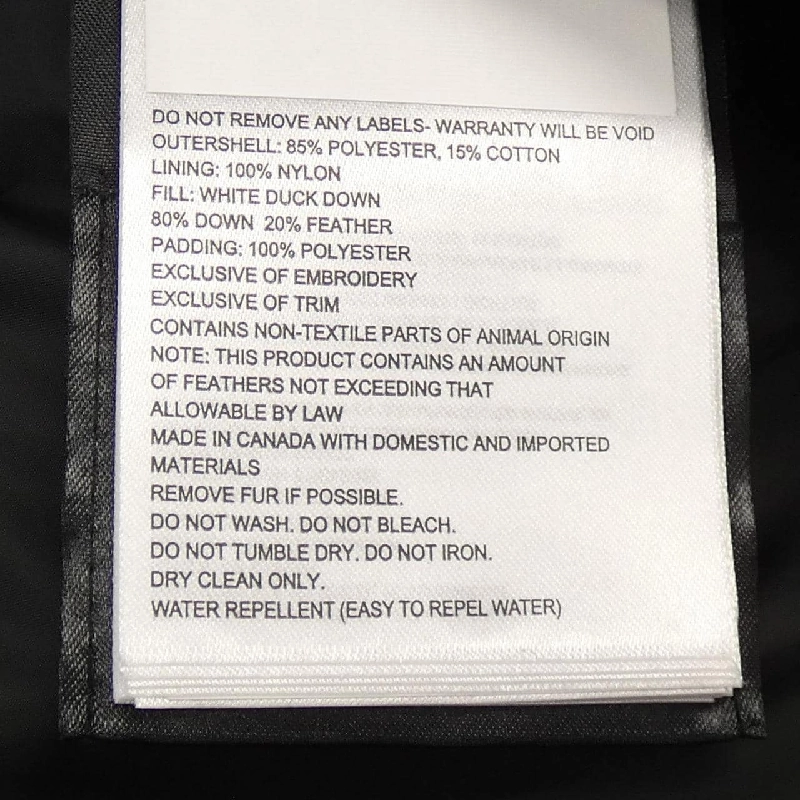 DO NOT REMOVE ANY LABELS- WARRANTY WILL BE VOID
OUTERSHELL: 85% POLYESTER, 15% COTTON
LINING: 100% NYLON
FILL: WHITE DUCK DOWN
80% DOWN 20% FEATHER
PADDING: 100% POLYESTER
EXCLUSIVE OF EMBROIDERY
EXCLUSIVE OF TRIM
CONTAINS NON-TEXTILE PARTS OF ANIMAL ORIGIN
NOTE: THIS PRODUCT CONTAINS AN AMOUNT
OF FEATHERS NOT EXCEEDING THAT
ALLOWABLE BY LAW
MADE IN CANADA WITH DOMESTIC AND IMPORTED
MATERIALS
REMOVE FUR IF POSSIBLE.
DO NOT WASH. DO NOT BLEACH.
DO NOT TUMBLE DRY. DO NOT IRON.
DRY CLEAN ONLY.
WATER REPELLENT (EASY TO REPEL WATER)